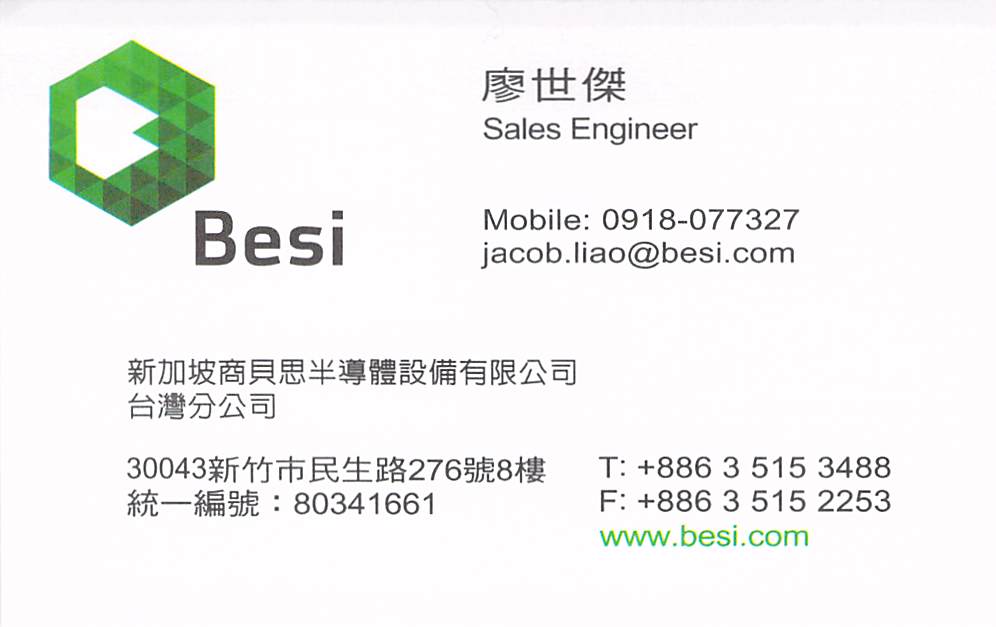 Besi
廖世傑
Sales Engineer
Mobile: 0918-077327
jacob.liao@besi.com
新加坡商貝思半導體設備有限公司
台灣分公司
30043新竹市民生路276號8樓
統一編號：80341661
T: +886 3 515 3488
F: +886 3 515 2253
www.besi.com